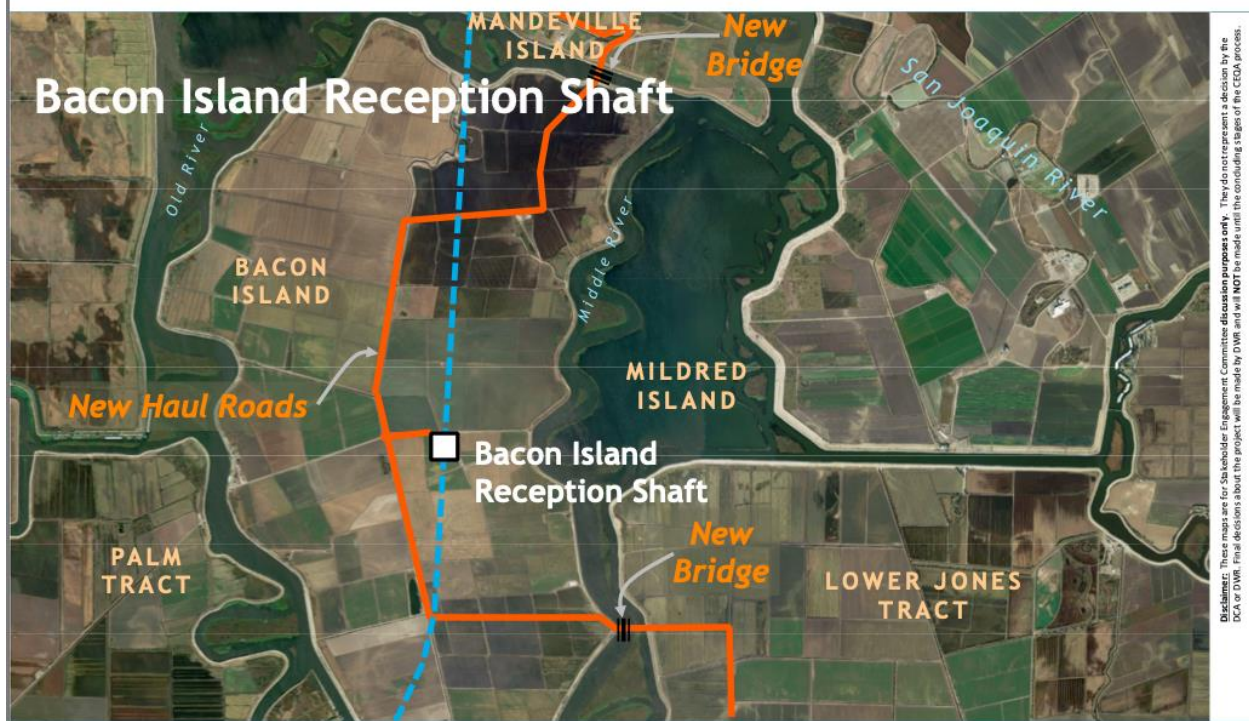 MANDEVILLE
ISLAND
New
Bridge
Bacon Island Reception Shaft
San Joaquin River
Old River
Middle River
BACON
ISLAND
MILDRED
ISLAND
New Haul Roads
Bacon Island
Reception Shaft
New
Bridge
PALM
TRACT
LOWER JONES
TRACT
Disclaimer: These maps are for Stakeholder Engagement Committee discussion purposes only. They do not represent a decision by the
DCA or DWR. Final decisions about the project will be made by DWR and will NOT be made until the concluding stages of the CEQA process.